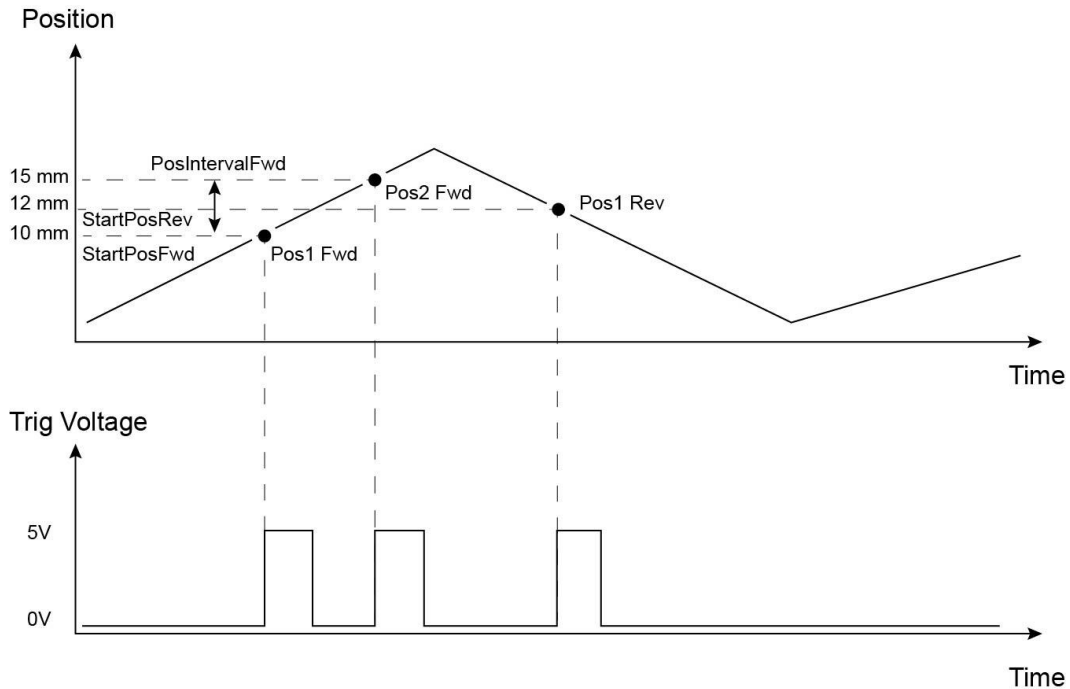 Position
PosIntervalFwd
15 mm
Pos2 Fwd
12 mm
Pos1 Rev
StartPosRev
10 mm
StartPosFwd
Pos1 Fwd
Time
Trig Voltage
5V
0V
Time